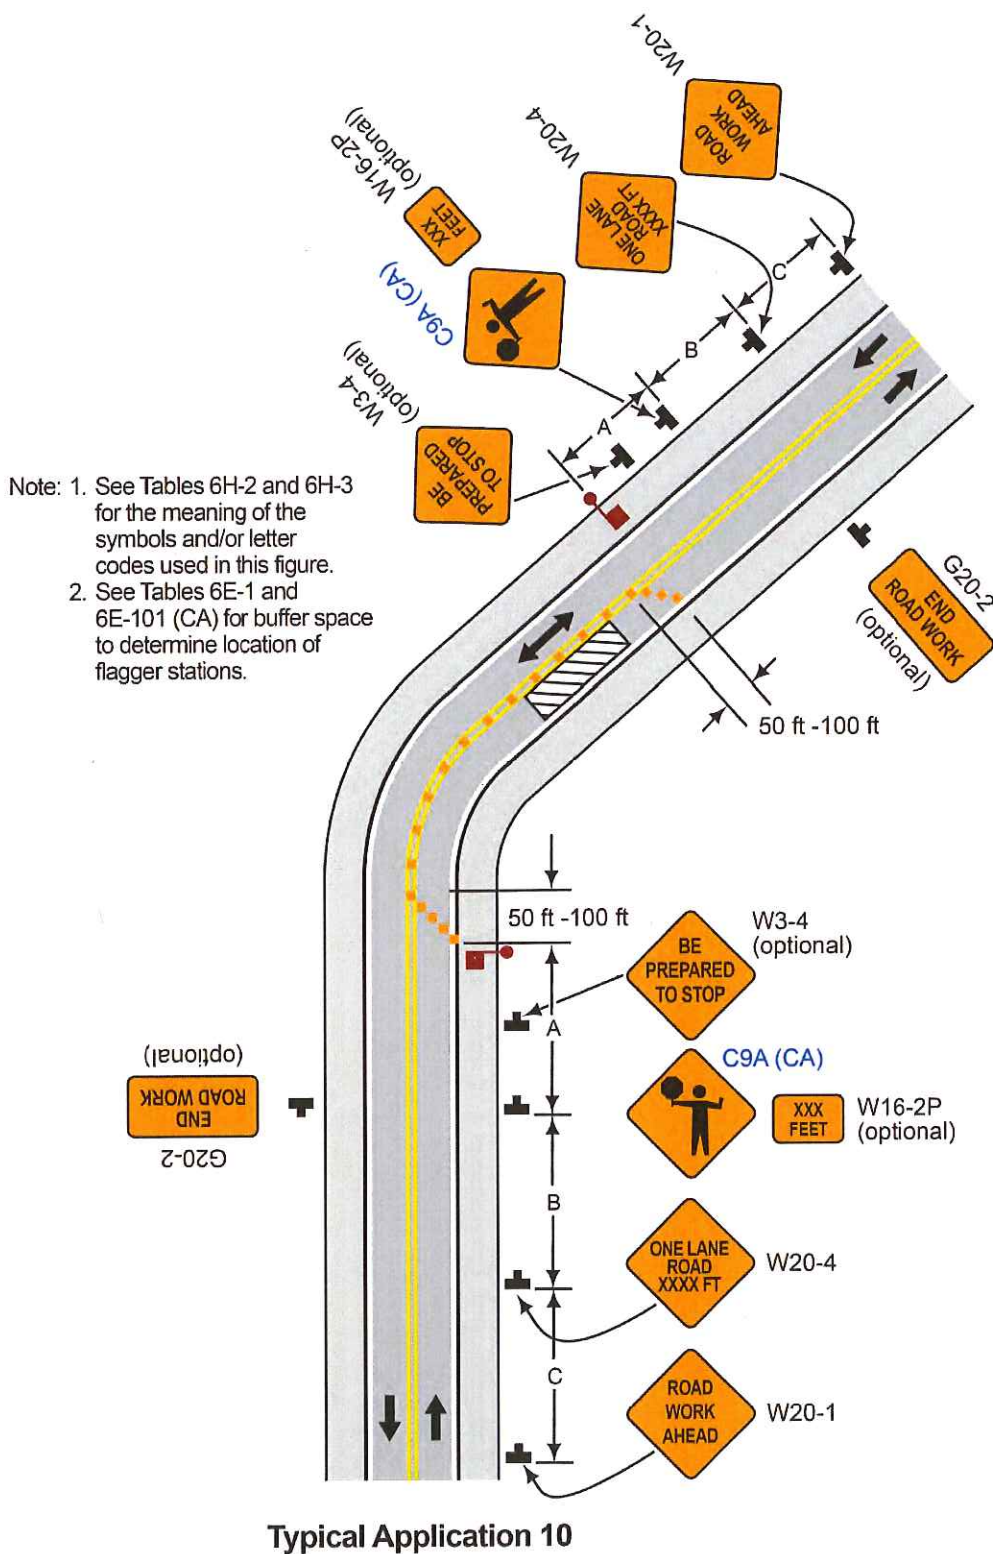 W20-1
ROAD
WORK
AHEAD
W20-4
ONE LANE
ROAD
XXXX FT
W16-2P
(optional)
XXX
FEET
C9A (CA)
W3-4
(optional)
BE
PREPARED
TO STOP
C
B
A
Note: 1. See Tables 6H-2 and 6H-3
for the meaning of the
symbols and/or letter
codes used in this figure.
2. See Tables 6E-1 and
6E-101 (CA) for buffer space
to determine location of
flagger stations.
G20-2
END
ROAD WORK
(optional)
50 ft -100 ft
50 ft -100 ft
A
BE
PREPARED
TO STOP
W3-4
(optional)
C9A (CA)
XXX
FEET
W16-2P
(optional)
G20-2
END
ROAD WORK
(optional)
B
ONE LANE
ROAD
XXXX FT
W20-4
C
ROAD
WORK
AHEAD
W20-1
Typical Application 10